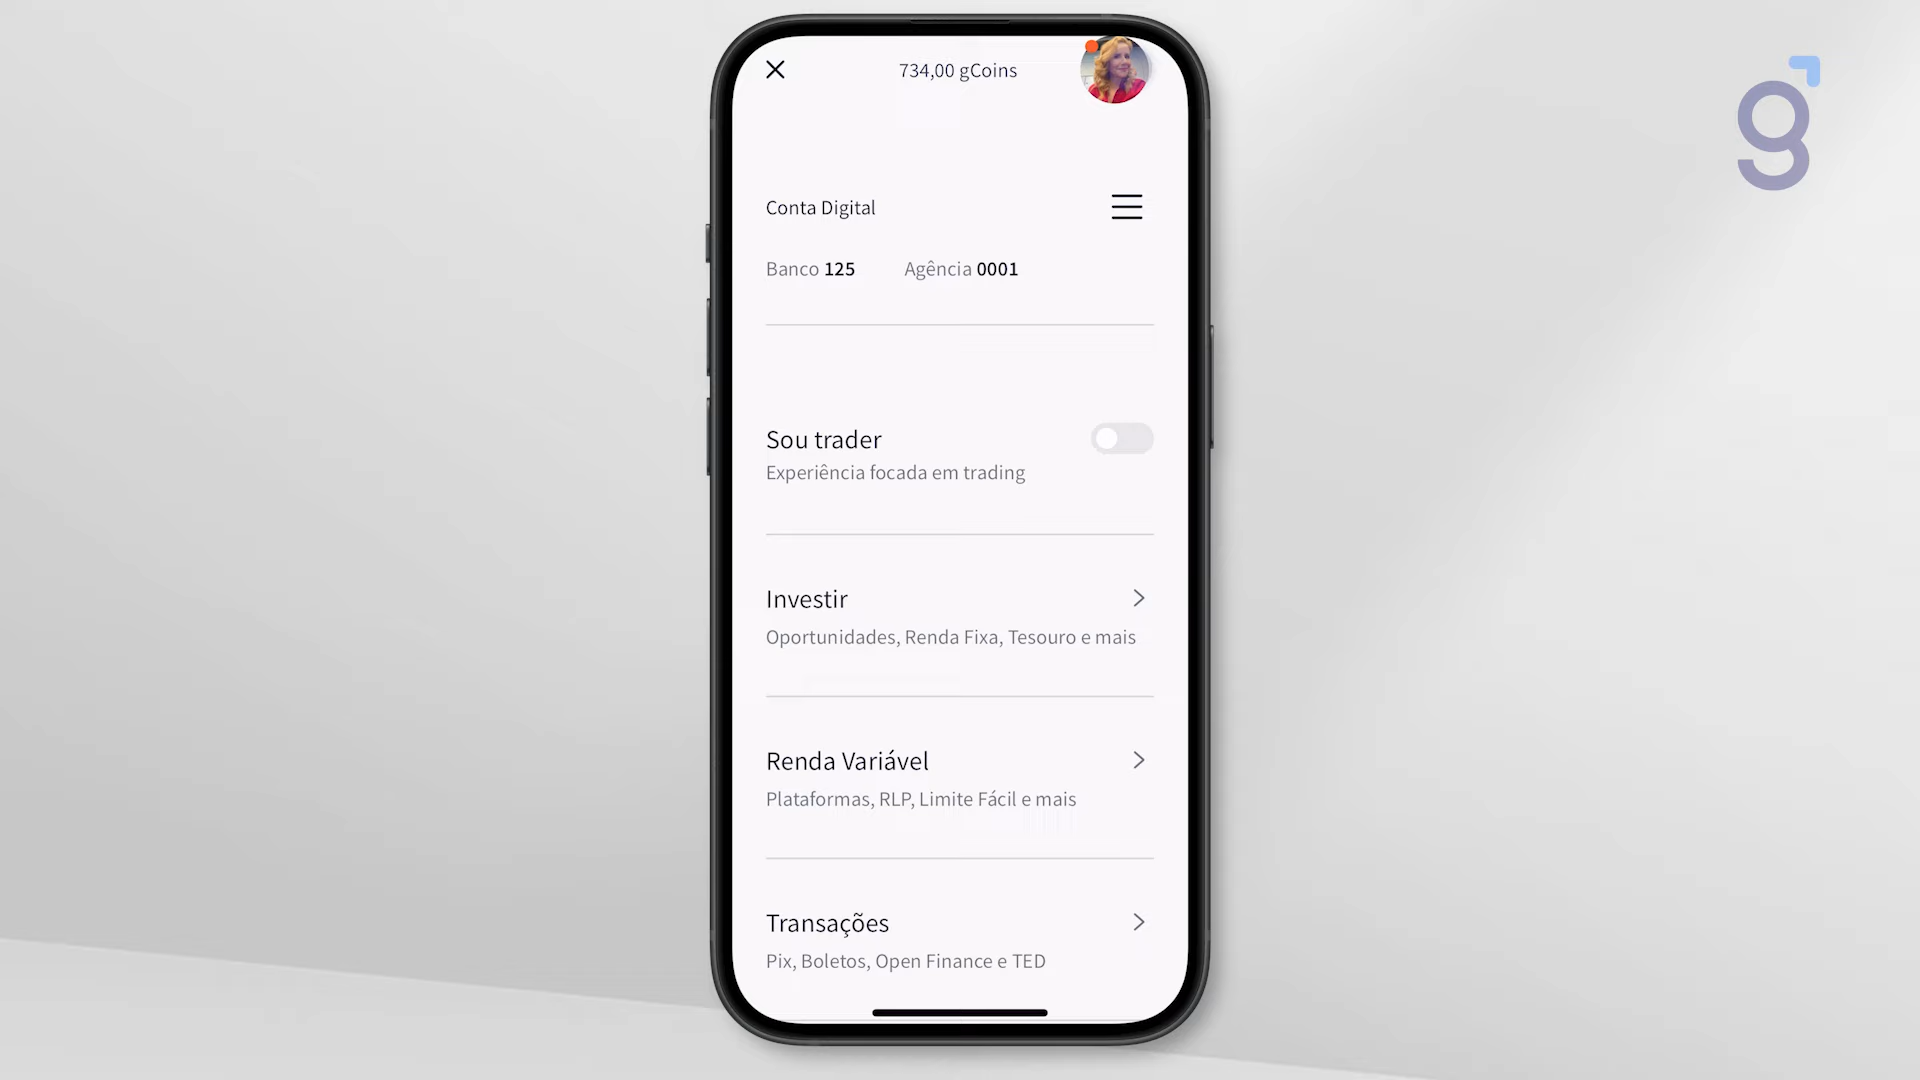 734,00 gCoins
Conta Digital
Banco 125 Agência 0001
Sou trader
Experiência focada em trading
Investir
Oportunidades, Renda Fixa, Tesouro e mais
Renda Variável
Plataformas, RLP, Limite Fácil e mais
Transações
Pix, Boletos, Open Finance e TED
g